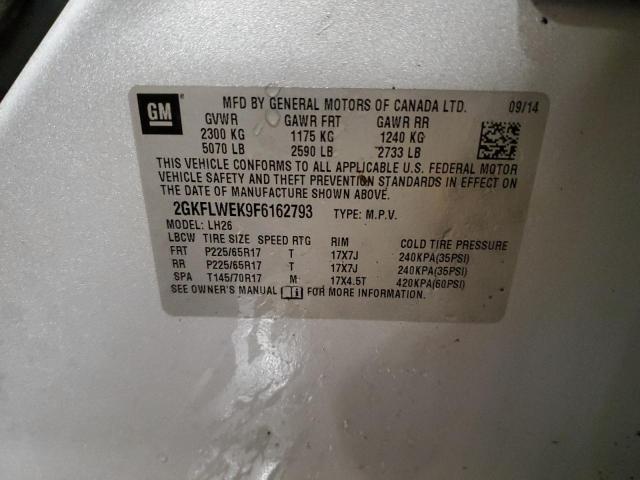 GM
MFD BY GENERAL MOTORS OF CANADA LTD. 09/14
GVWR GAWR FRT GAWR RR
2300 KG 1175 KG 1240 KG
5070 LB 2590 LB 2733 LB
THIS VEHICLE CONFORMS TO ALL APPLICABLE U.S. FEDERAL MOTOR
VEHICLE SAFETY AND THEFT PREVENTION STANDARDS IN EFFECT ON
THE DATE OF MANUFACTURE SHOWN ABOVE.
2GKFLWEK9F6162793 TYPE: M.P.V.
MODEL: LH26
LBCW TIRE SIZE SPEED RTG RIM COLD TIRE PRESSURE
FRT P225/65R17 T 17X7J 240KPA(35PSI)
RR P225/65R17 T 17X7J 240KPA(35PSI)
SPA T145/70R17 M 17X4.5T 420KPA(60PSI)
SEE OWNER'S MANUAL FOR MORE INFORMATION.